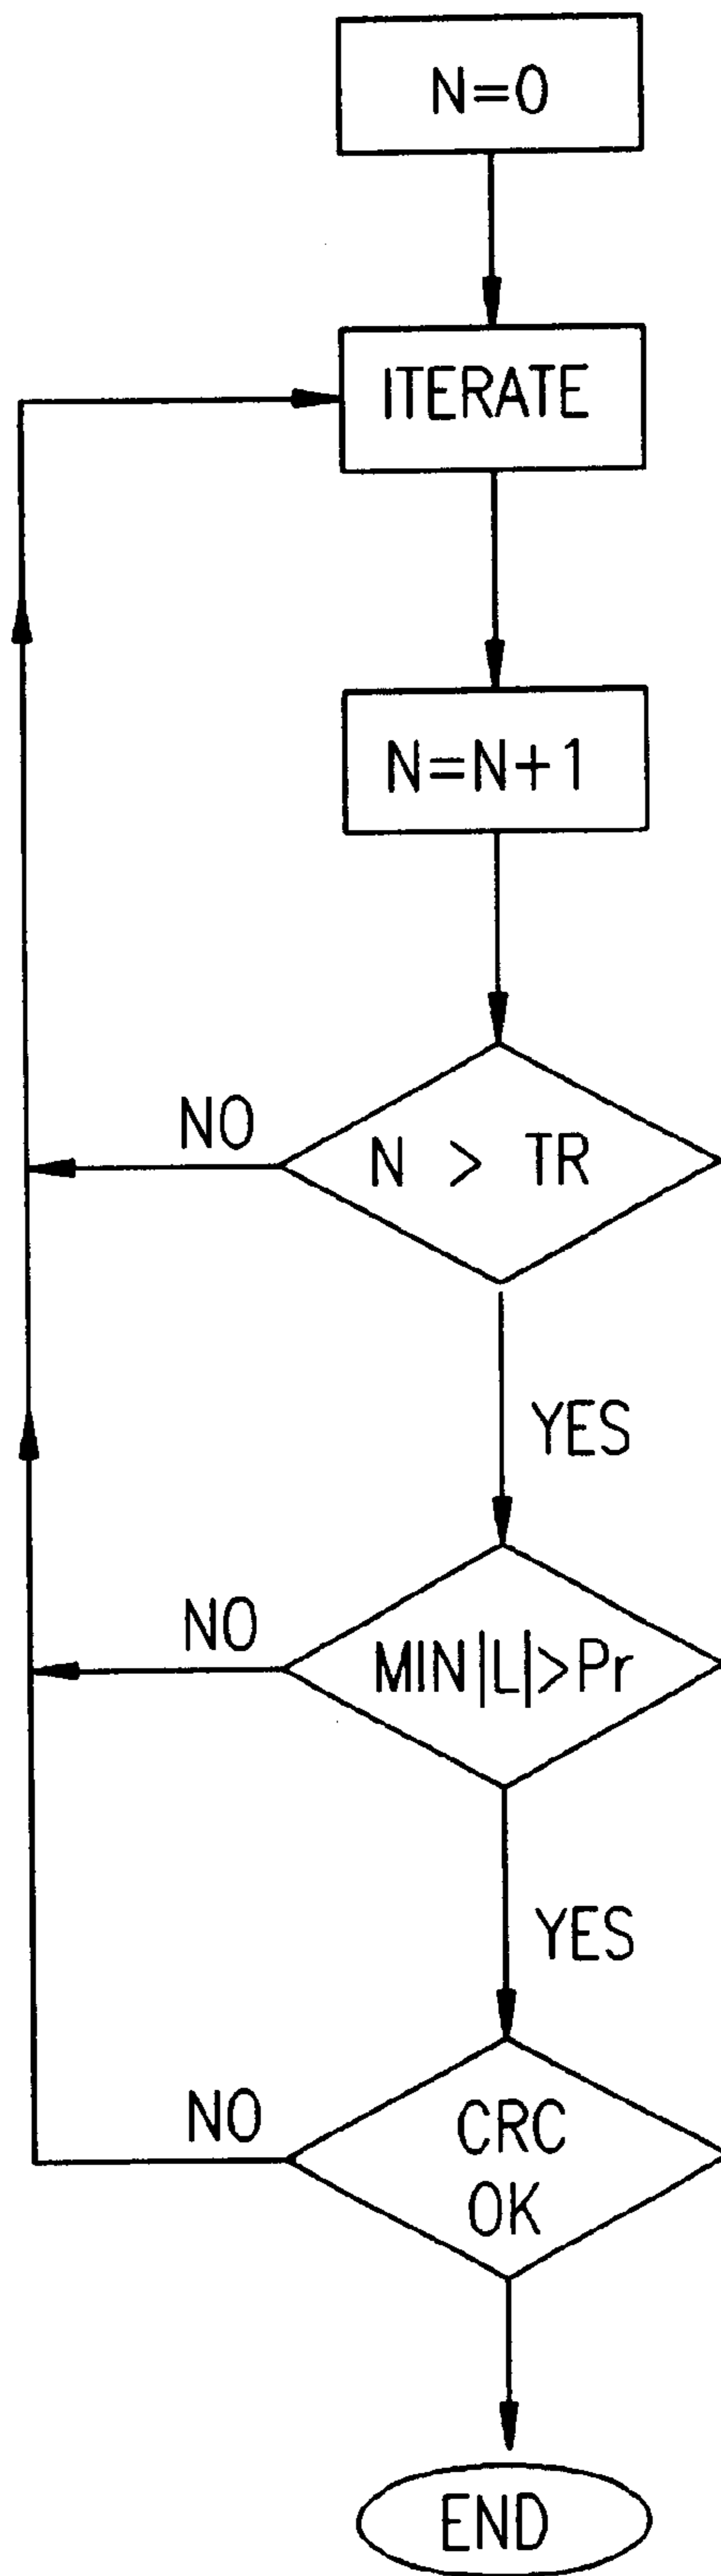 N=0
ITERATE
N=N+1
NO
N > TR
YES
NO
MIN|L|>Pr
YES
NO
CRC
OK
END